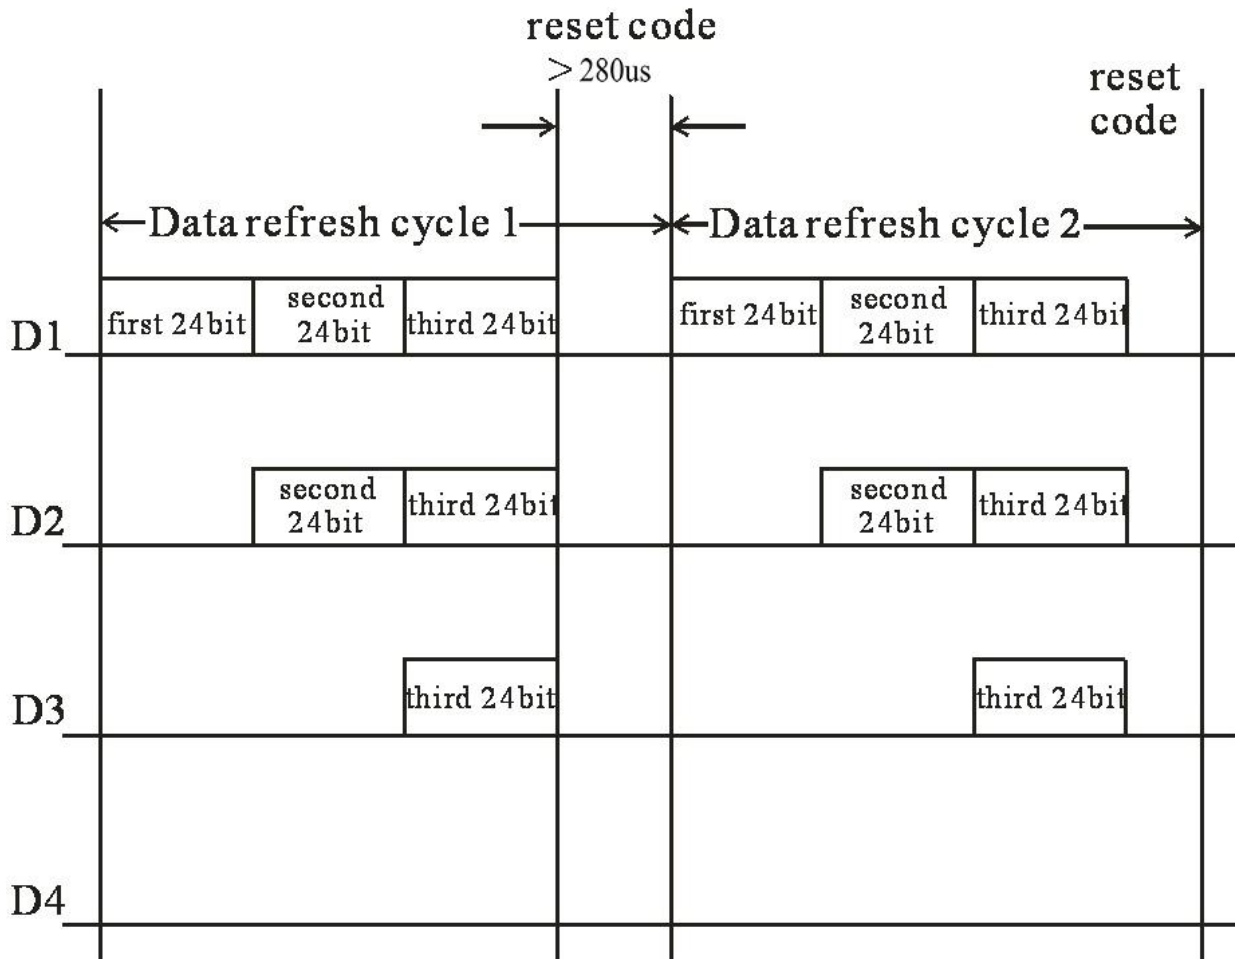 reset code
> 280us
reset
code
Data refresh cycle 1
Data refresh cycle 2
D1
first 24bit
second
24bit
third 24bit
first 24bit
second
24bit
third 24bit
D2
second
24bit
third 24bit
second
24bit
third 24bit
D3
third 24bit
third 24bit
D4